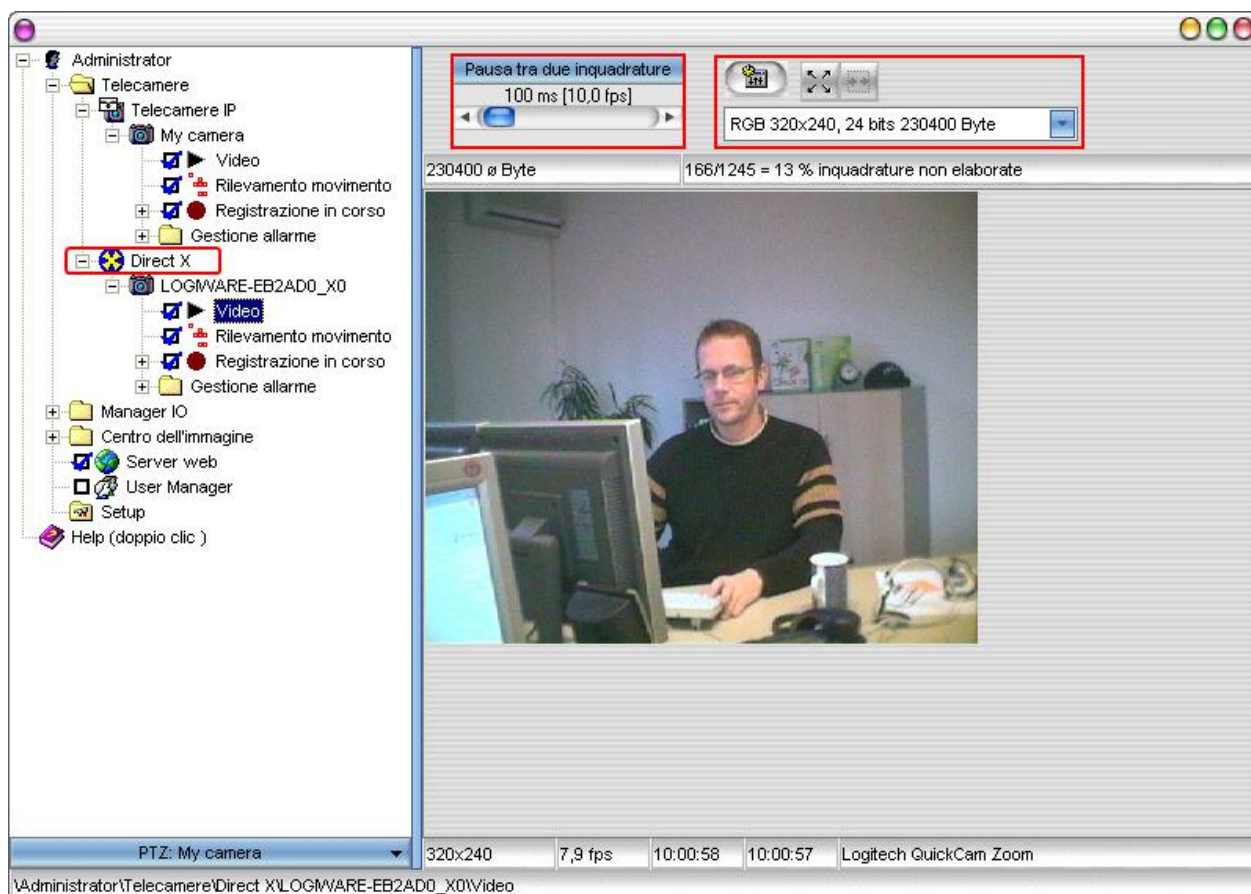 Administrator
Telecamere
Telecamere IP
My camera
Video
Rilevamento movimento
Registrazione in corso
Gestione allarme
Direct X
LOGIWARE-EB2AD0_X0
Video
Rilevamento movimento
Registrazione in corso
Gestione allarme
Manager IO
Centro dell'immagine
Server web
User Manager
Setup
Help (doppio clic )
PTZ: My camera
Pausa tra due inquadrature
100 ms [10,0 fps]
RGB 320x240, 24 bits 230400 Byte
230400 ø Byte
166/1245 = 13 % inquadrature non elaborate
320x240
7,9 fps
10:00:58
10:00:57
Logitech QuickCam Zoom
\Administrator\Telecamere\Direct X\LOGIWARE-EB2AD0_X0\Video